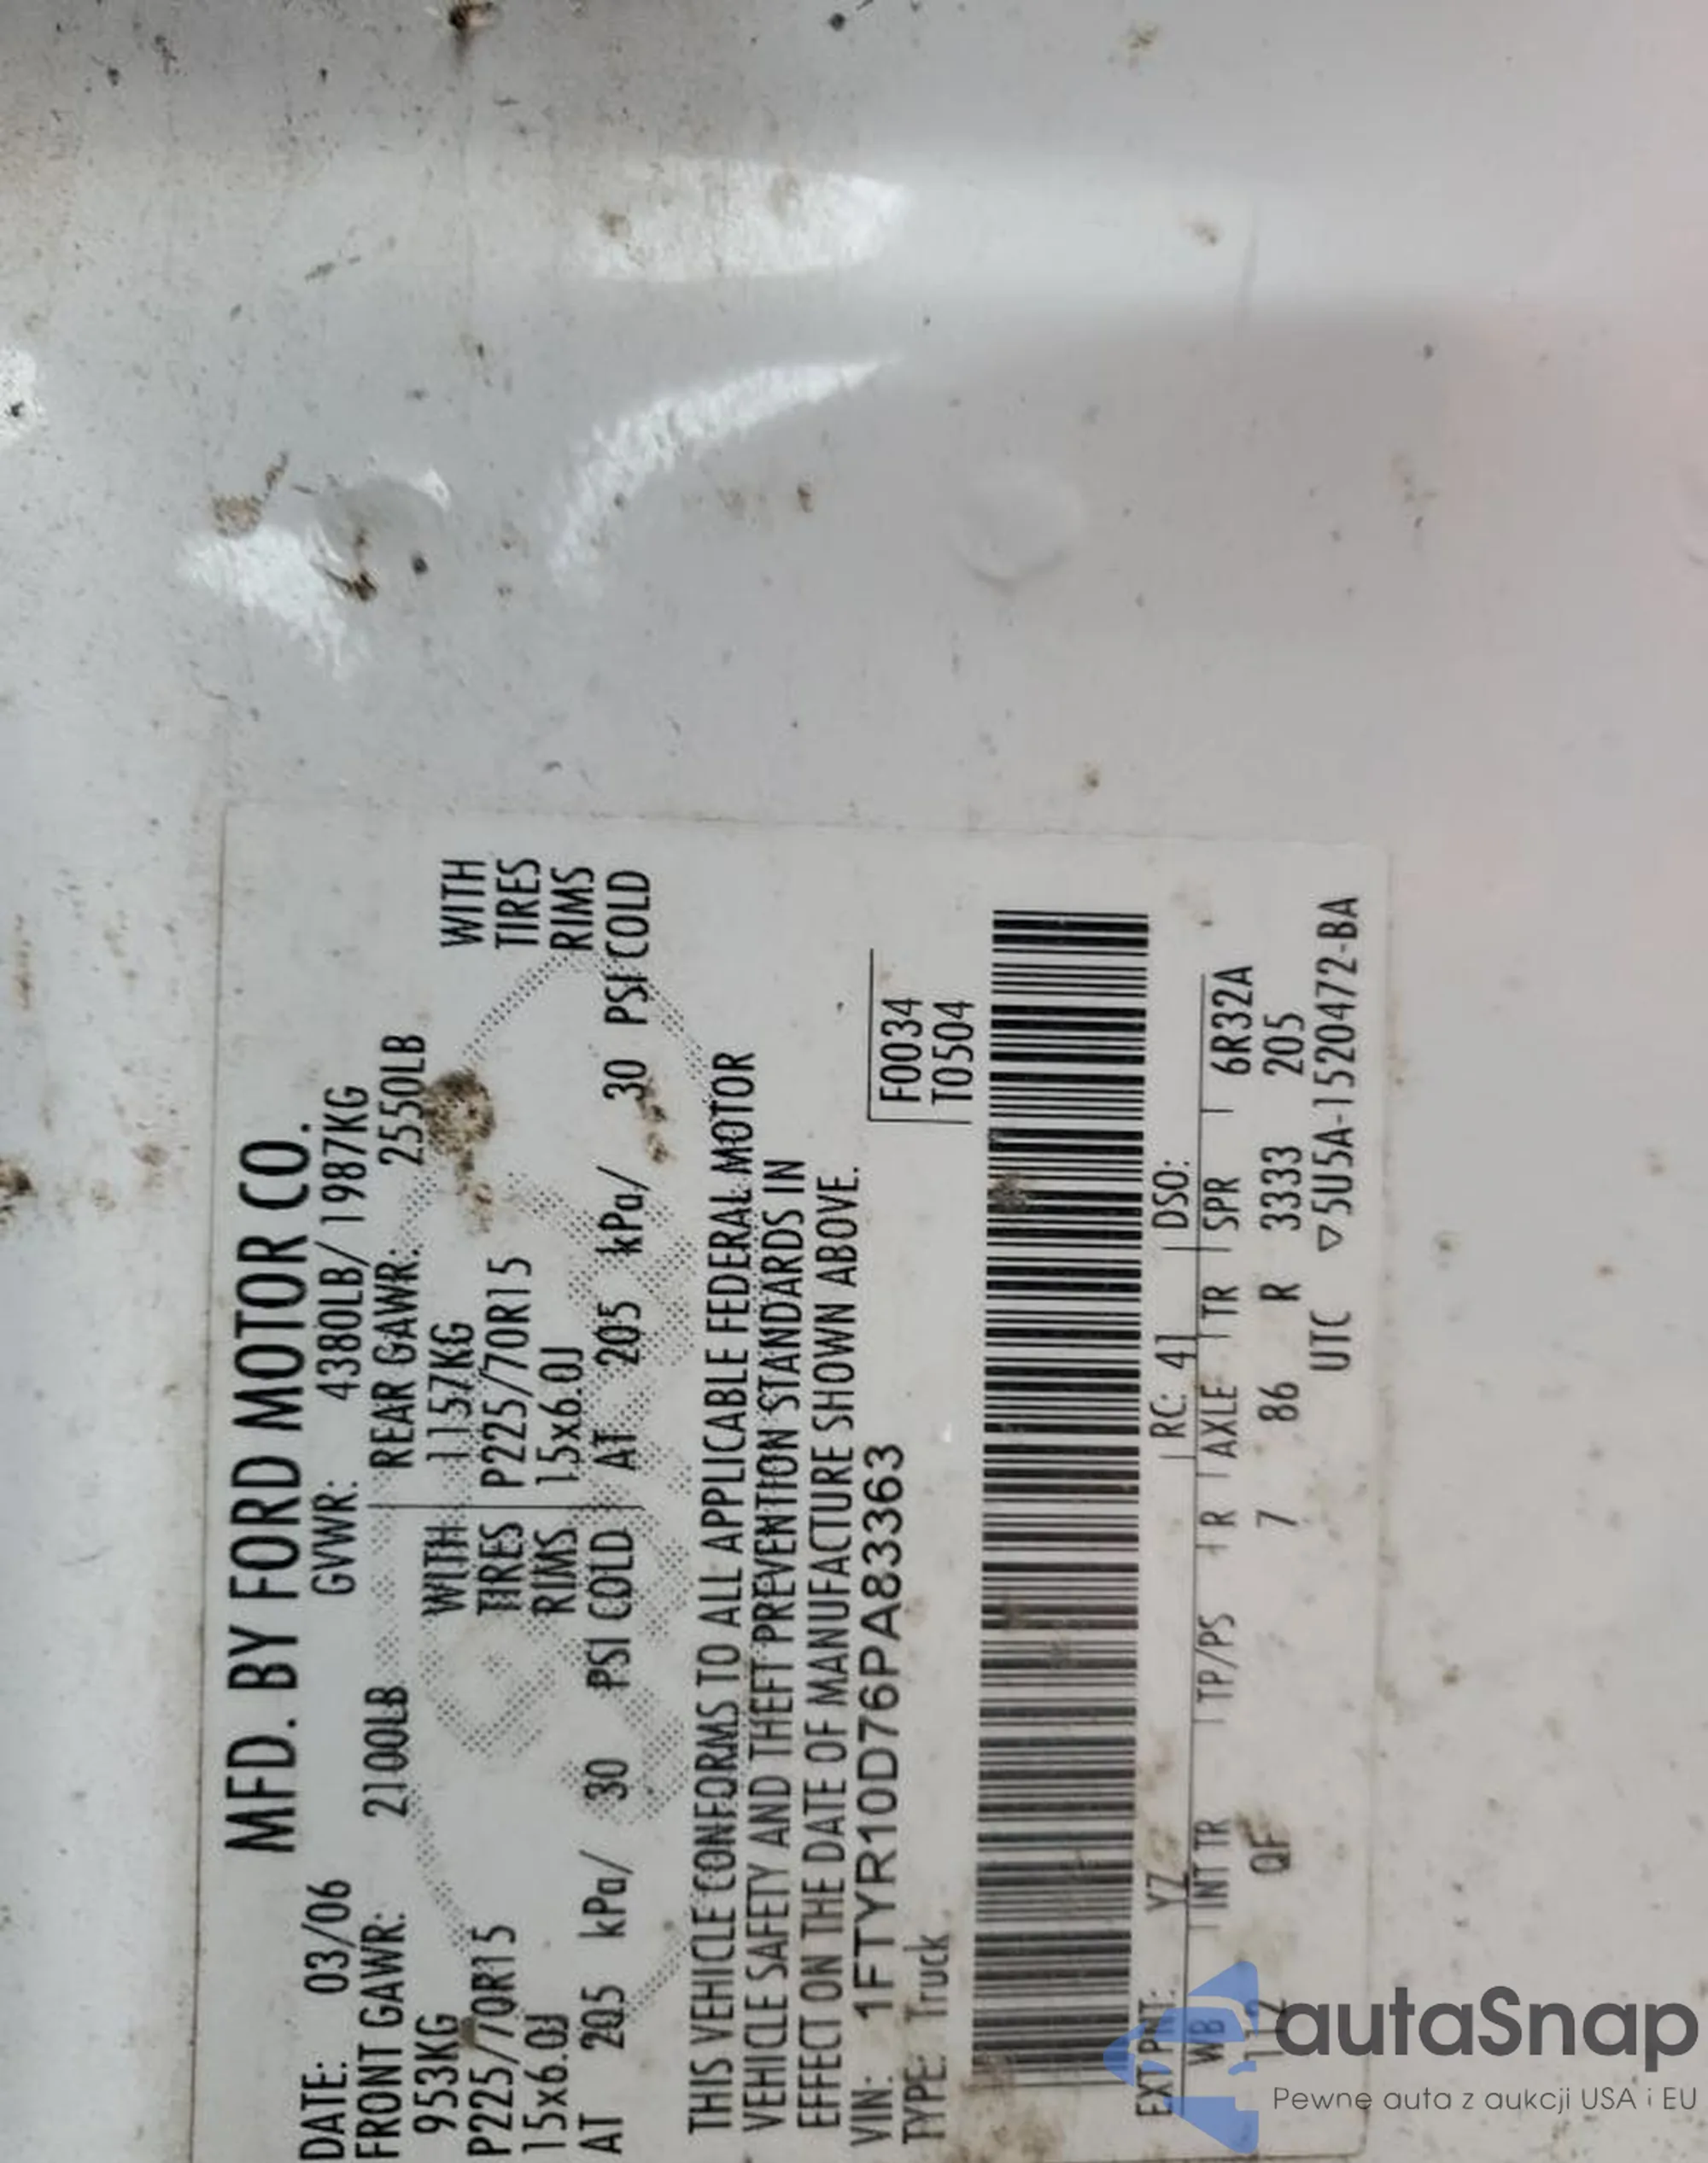 MFD. BY FORD MOTOR CO.
DATE: 03/06 GVWR: 4380LB/ 1987KG
FRONT GAWR: 2100LB REAR GAWR: 2550LB
953KG WITH 1157KG WITH
P225/70R15 TIRES P225/70R15 TIRES
15x6.0J RIMS 15x6.0J RIMS
AT 205 kPa/ 30 PSI COLD AT 205 kPa/ 30 PSI COLD
THIS VEHICLE CONFORMS TO ALL APPLICABLE FEDERAL MOTOR
VEHICLE SAFETY AND THEFT PREVENTION STANDARDS IN
EFFECT ON THE DATE OF MANUFACTURE SHOWN ABOVE.
VIN: 1FTYR10D76PA83363 F0034
TYPE: Truck T0504
EXT PNT: YZ RC: 41 DSO:
WB INT TR TP/PS R AXLE TR SPR 6R32A
112 QF 7 86 R 3333 205
UTC ▽5U5A-1520472-BA
autaSnap
Pewne auta z aukcji USA i EU